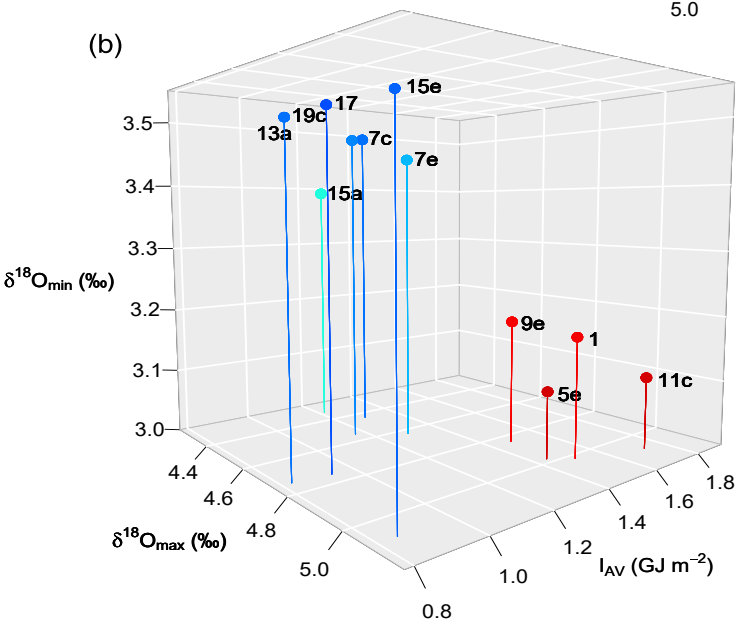 5.0
(b)
15e
19c
17
13a
7c
7e
15a
9e
1
5e
11c
3.5
3.4
3.3
3.2
3.1
3.0
δ¹⁸Omin (‰)
4.4
4.6
4.8
5.0
δ¹⁸Omax (‰)
0.8
1.0
1.2
1.4
1.6
1.8
IAV (GJ m⁻²)